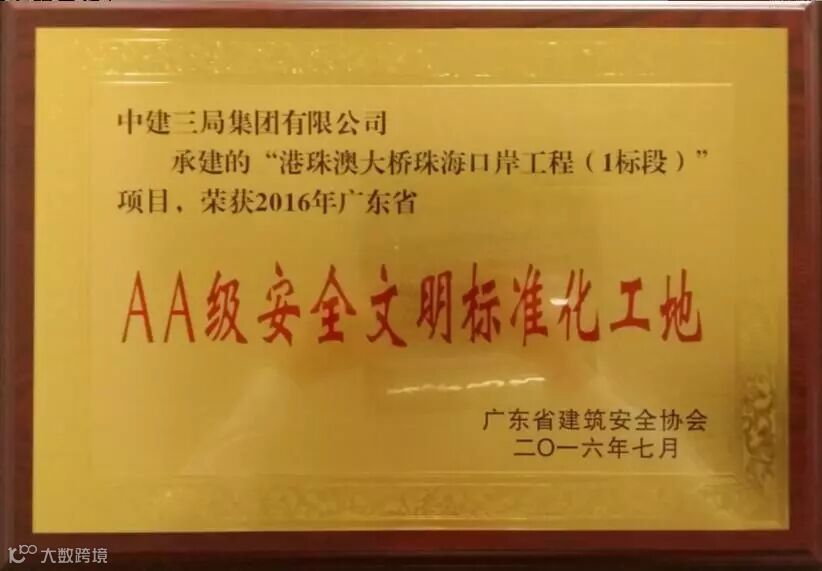 中建三局集团有限公司
承建的“港珠澳大桥珠海口岸工程（1标段）”
项目，荣获2016年广东省
AA级安全文明标准化工地
广东省建筑安全协会
二〇一六年七月
大数跨境